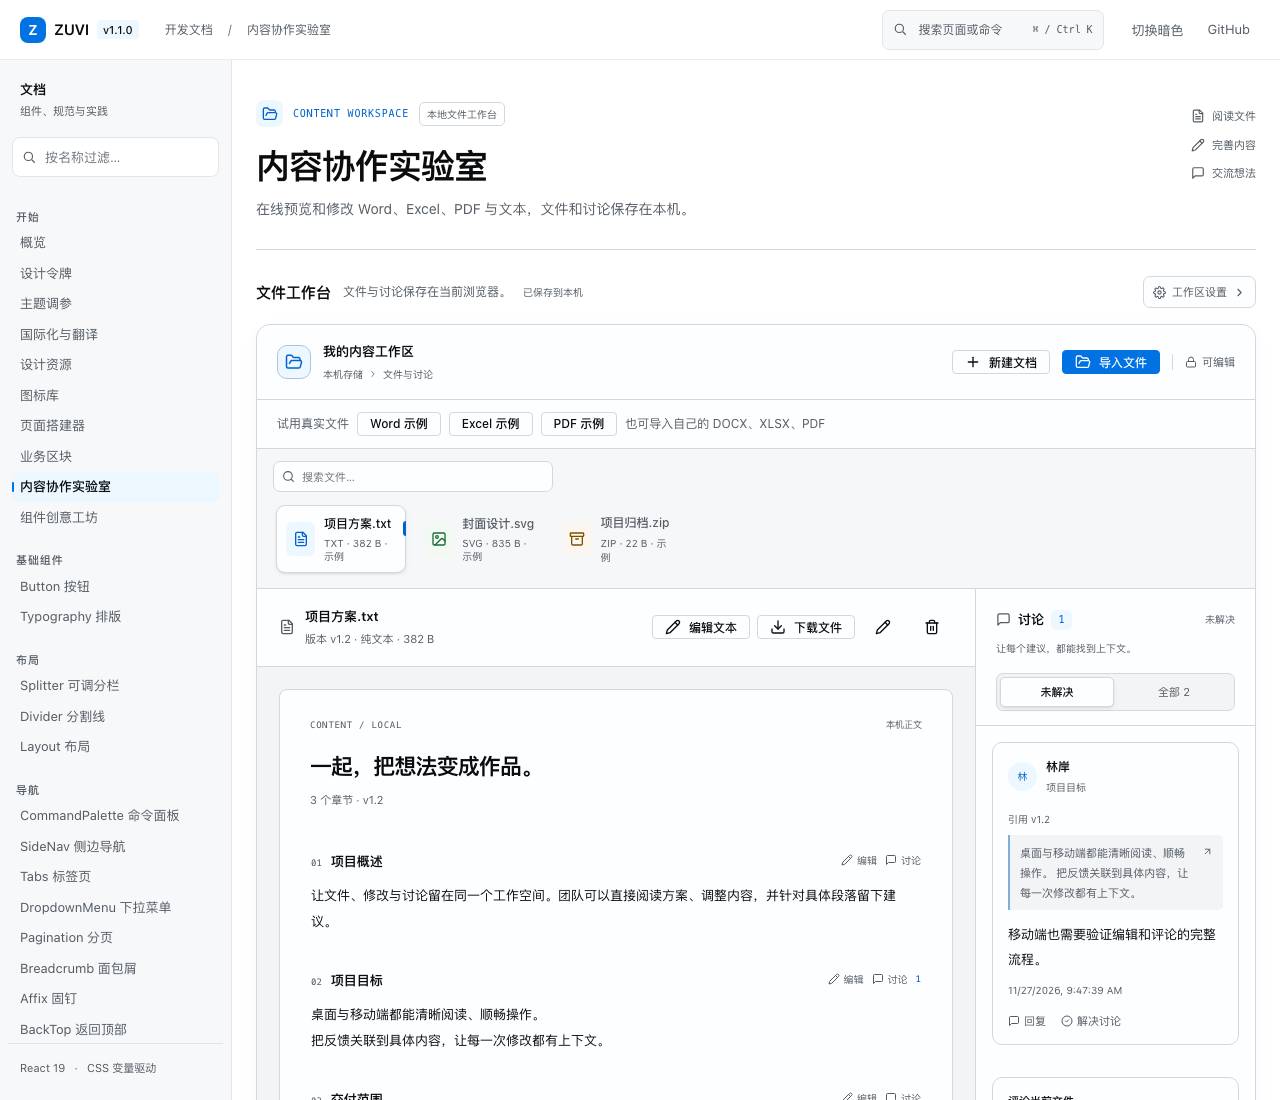 Z ZUVI v1.1.0 开发文档 / 内容协作实验室 搜索页面或命令 ⌘ / Ctrl K 切换暗色 GitHub
文档
组件、规范与实践
按名称过滤...
开始
概览
设计令牌
主题调参
国际化与翻译
设计资源
图标库
页面搭建器
业务区块
内容协作实验室
组件创意工坊
基础组件
Button 按钮
Typography 排版
布局
Splitter 可调分栏
Divider 分割线
Layout 布局
导航
CommandPalette 命令面板
SideNav 侧边导航
Tabs 标签页
DropdownMenu 下拉菜单
Pagination 分页
Breadcrumb 面包屑
Affix 固钉
BackTop 返回顶部
React 19 · CSS 变量驱动
CONTENT WORKSPACE 本地文件工作台
内容协作实验室
在线预览和修改 Word、Excel、PDF 与文本，文件和讨论保存在本机。
阅读文件
完善内容
交流想法
文件工作台 文件与讨论保存在当前浏览器。 已保存到本机 工作区设置
我的内容工作区
本机存储 文件与讨论
新建文档 导入文件 可编辑
试用真实文件 Word 示例 Excel 示例 PDF 示例 也可导入自己的 DOCX、XLSX、PDF
搜索文件...
项目方案.txt
TXT · 382 B ·
示例
封面设计.svg
SVG · 835 B ·
示例
项目归档.zip
ZIP · 22 B · 示
例
项目方案.txt
版本 v1.2 · 纯文本 · 382 B
编辑文本 下载文件
CONTENT / LOCAL 本机正文
一起，把想法变成作品。
3 个章节 · v1.2
01 项目概述 编辑 讨论
让文件、修改与讨论留在同一个工作空间。团队可以直接阅读方案、调整内容，并针对具体段落留下建
议。
02 项目目标 编辑 讨论 1
桌面与移动端都能清晰阅读、顺畅操作。
把反馈关联到具体内容，让每一次修改都有上下文。
03 交付范围 编辑 讨论
讨论 1 未解决
让每个建议，都能找到上下文。
未解决 全部 2
林 林岸
项目目标
引用 v1.2
桌面与移动端都能清晰阅读、顺畅
操作。 把反馈关联到具体内容，让
每一次修改都有上下文。
移动端也需要验证编辑和评论的完整
流程。
11/27/2026, 9:47:39 AM
回复 解决讨论
评论当前文件